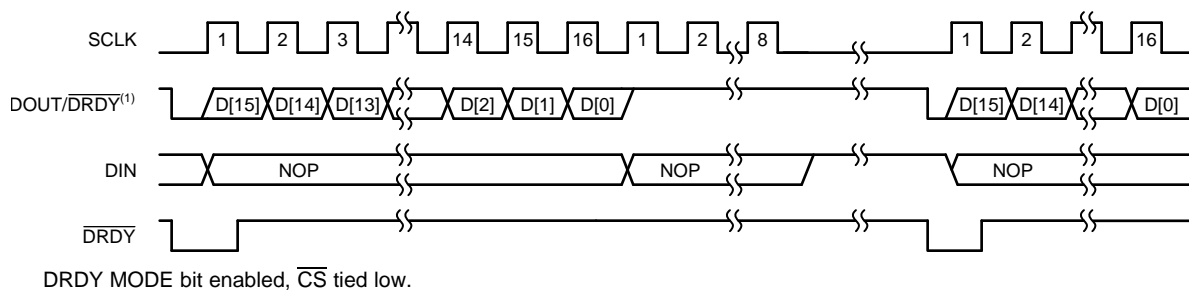 SCLK 1 2 3 14 15 16 1 2 8 1 2 16
DOUT/DRDY(1) D[15] D[14] D[13] D[2] D[1] D[0] D[15] D[14] D[0]
DIN NOP NOP NOP
DRDY
DRDY MODE bit enabled, CS tied low.